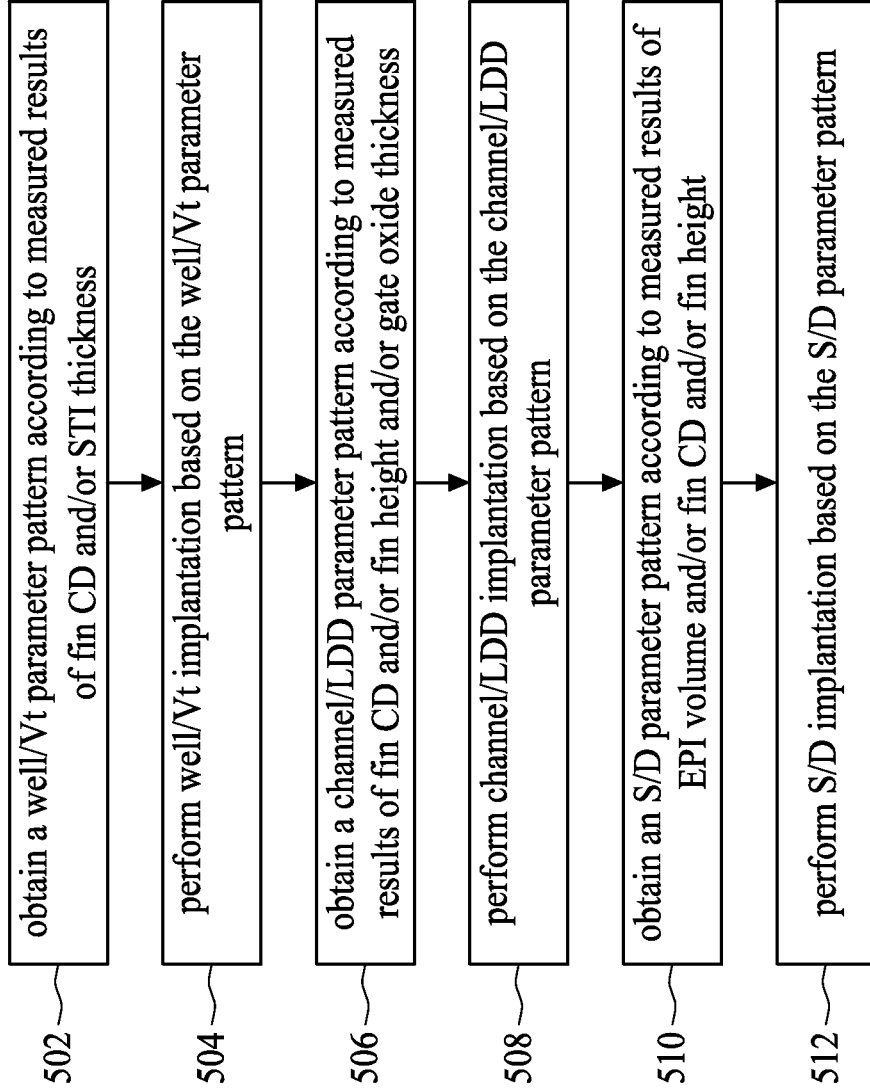 502
obtain a well/Vt parameter pattern according to measured results
of fin CD and/or STI thickness
504
perform well/Vt implantation based on the well/Vt parameter
pattern
506
obtain a channel/LDD parameter pattern according to measured
results of fin CD and/or fin height and/or gate oxide thickness
508
perform channel/LDD implantation based on the channel/LDD
parameter pattern
510
obtain an S/D parameter pattern according to measured results of
EPI volume and/or fin CD and/or fin height
512
perform S/D implantation based on the S/D parameter pattern